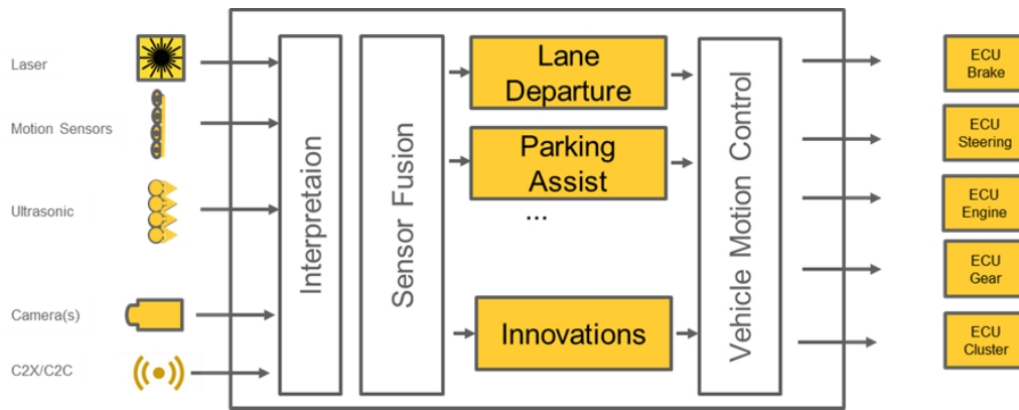 Laser
Motion Sensors
Ultrasonic
Camera(s)
C2X/C2C
Interpretaion
Sensor Fusion
Lane
Departure
Parking
Assist
...
Innovations
Vehicle Motion Control
ECU
Brake
ECU
Steering
ECU
Engine
ECU
Gear
ECU
Cluster